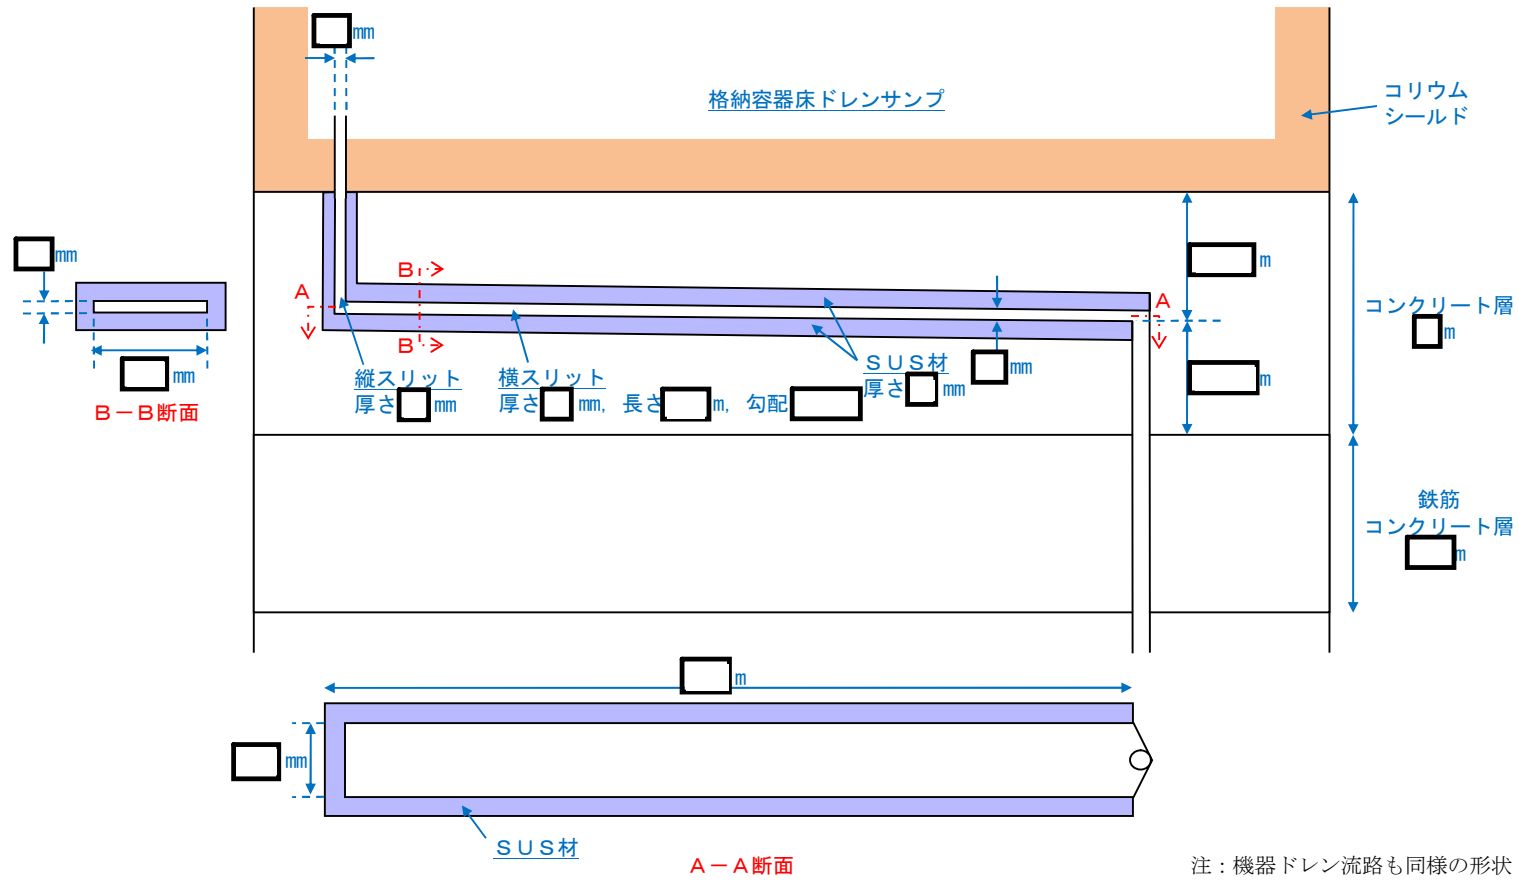 mm
格納容器床ドレンサンプ
コリウム
シールド
mm
mm
B－B断面
B
B
A
A
m
m
コンクリート層
m
縦スリット
厚さ mm
横スリット
厚さ mm, 長さ m, 勾配
SUS材
厚さ mm
mm
鉄筋
コンクリート層
m
m
mm
SUS材
A－A断面
注：機器ドレン流路も同様の形状